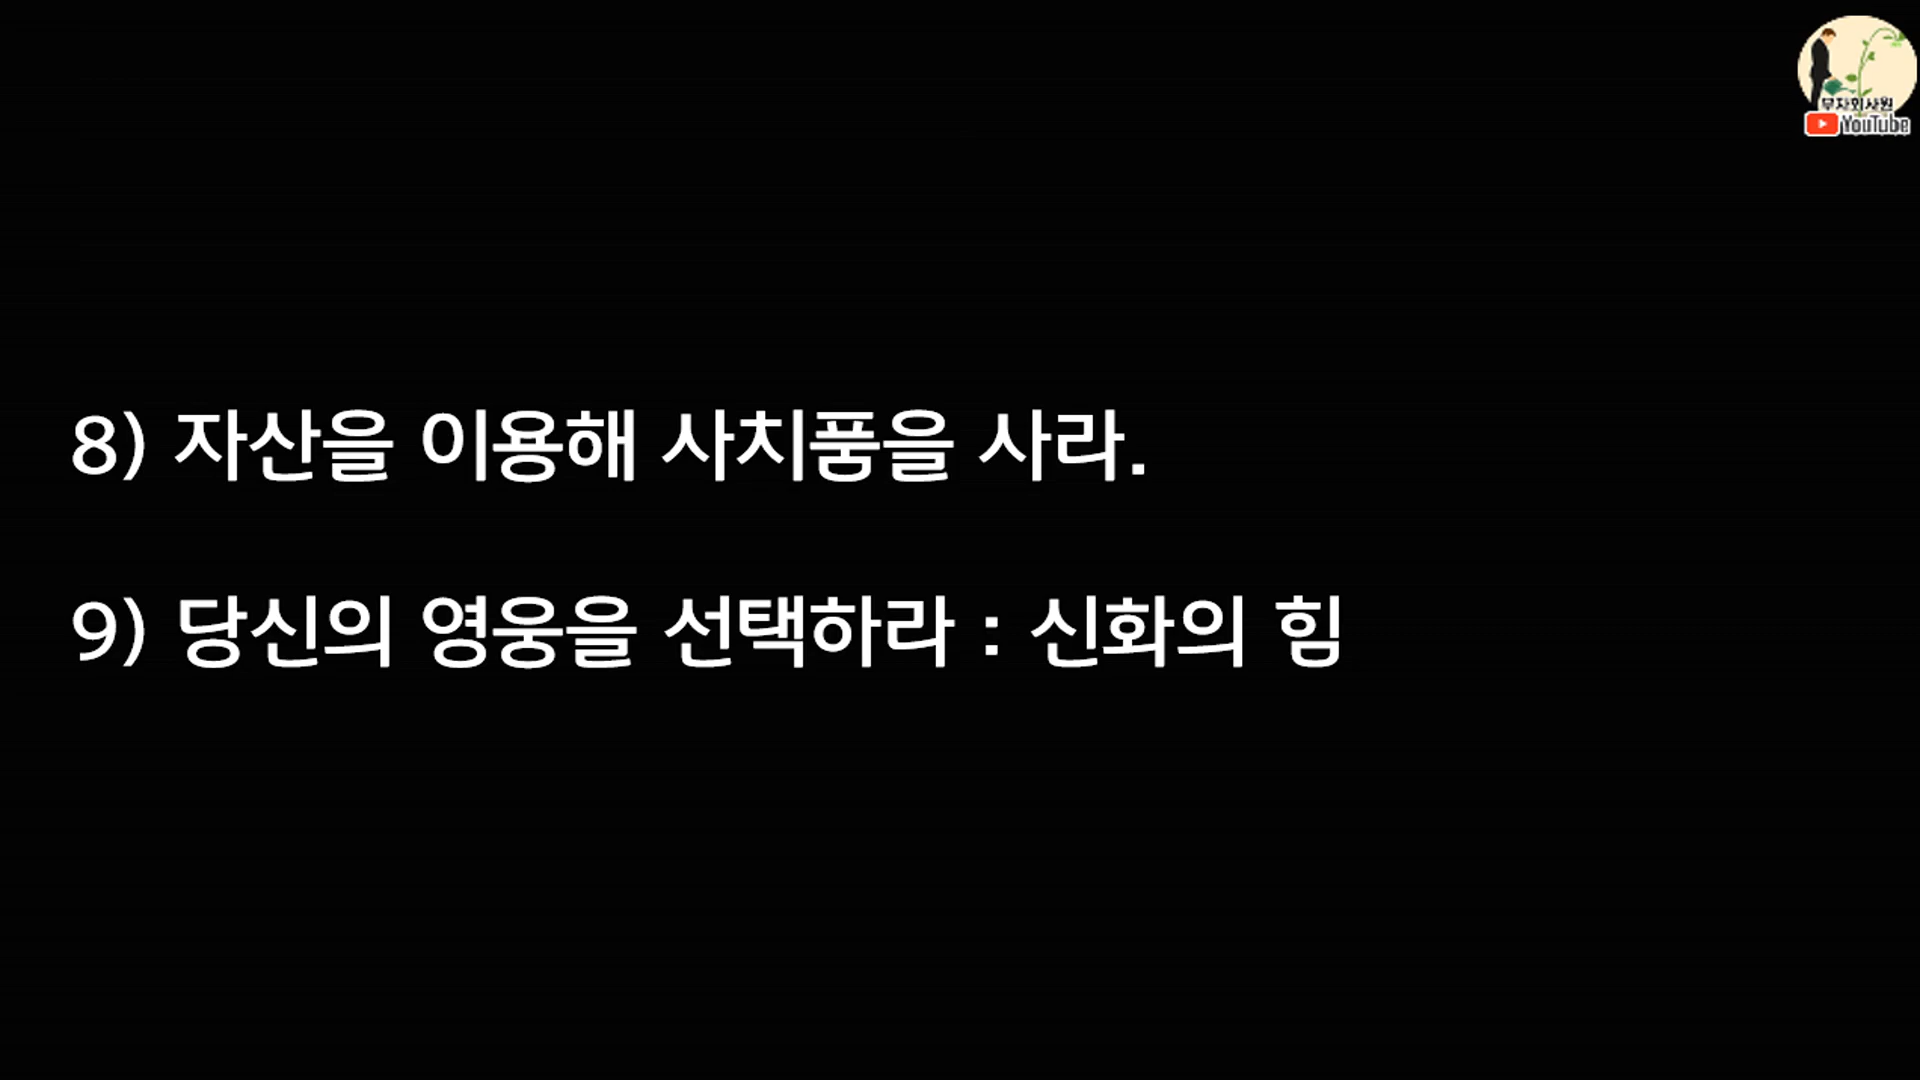 부자회사원
YouTube
8) 자산을 이용해 사치품을 사라.
9) 당신의 영웅을 선택하라 : 신화의 힘